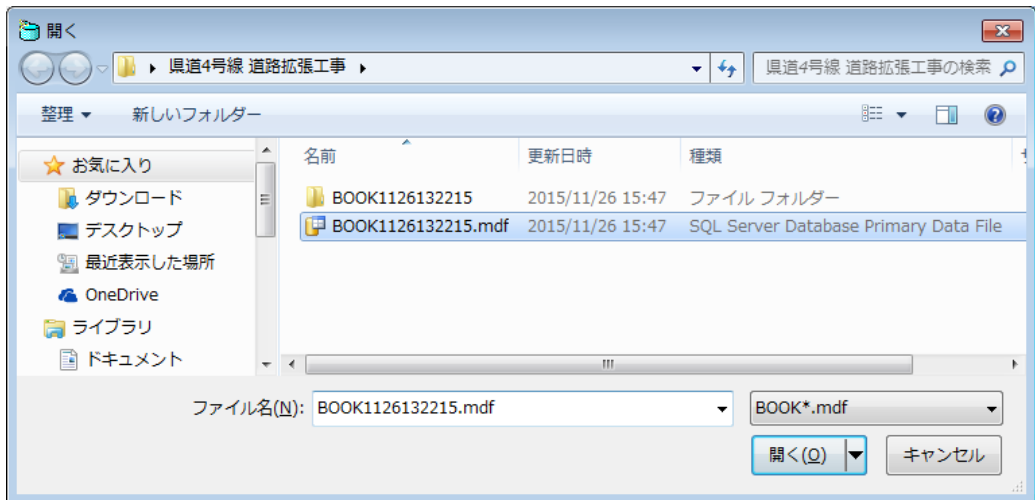 開く
県道4号線 道路拡張工事
県道4号線 道路拡張工事の検索
整理 新しいフォルダー
お気に入り
ダウンロード
デスクトップ
最近表示した場所
OneDrive
ライブラリ
ドキュメント
名前 更新日時 種類
BOOK1126132215 2015/11/26 15:47 ファイル フォルダー
BOOK1126132215.mdf 2015/11/26 15:47 SQL Server Database Primary Data File
ファイル名(N): BOOK1126132215.mdf BOOK*.mdf
開く(O) キャンセル